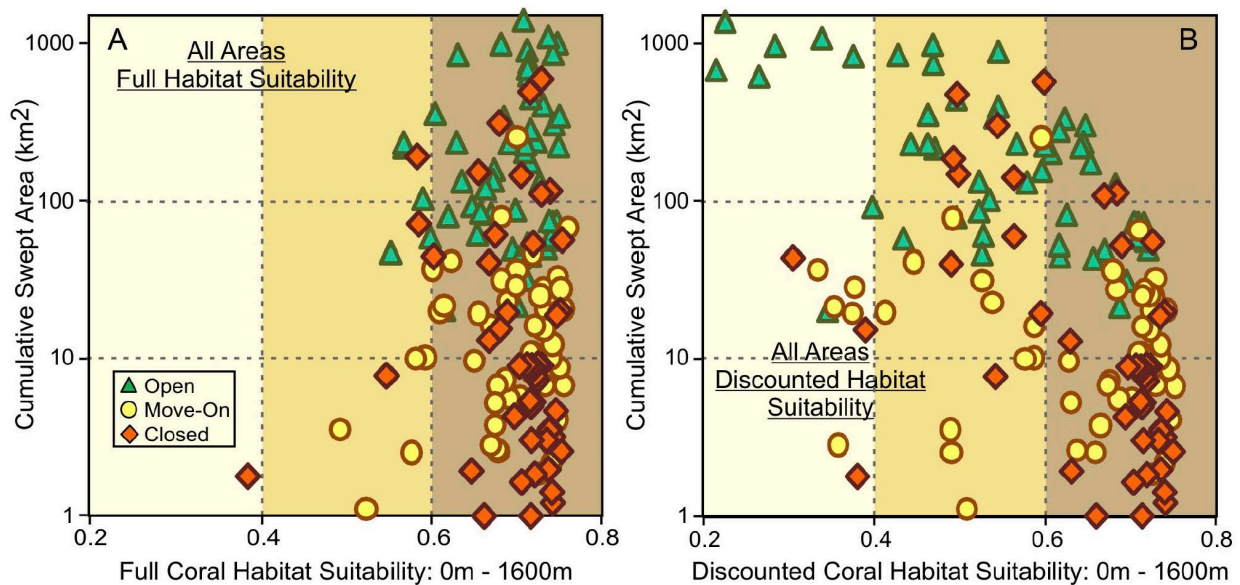 A
All Areas
Full Habitat Suitability
Cumulative Swept Area (km2)
1000
100
10
1
Open
Move-On
Closed
0.2 0.4 0.6 0.8
Full Coral Habitat Suitability: 0m - 1600m
B
Cumulative Swept Area (km2)
1000
100
10
1
All Areas
Discounted Habitat
Suitability
0.2 0.4 0.6 0.8
Discounted Coral Habitat Suitability: 0m - 1600m